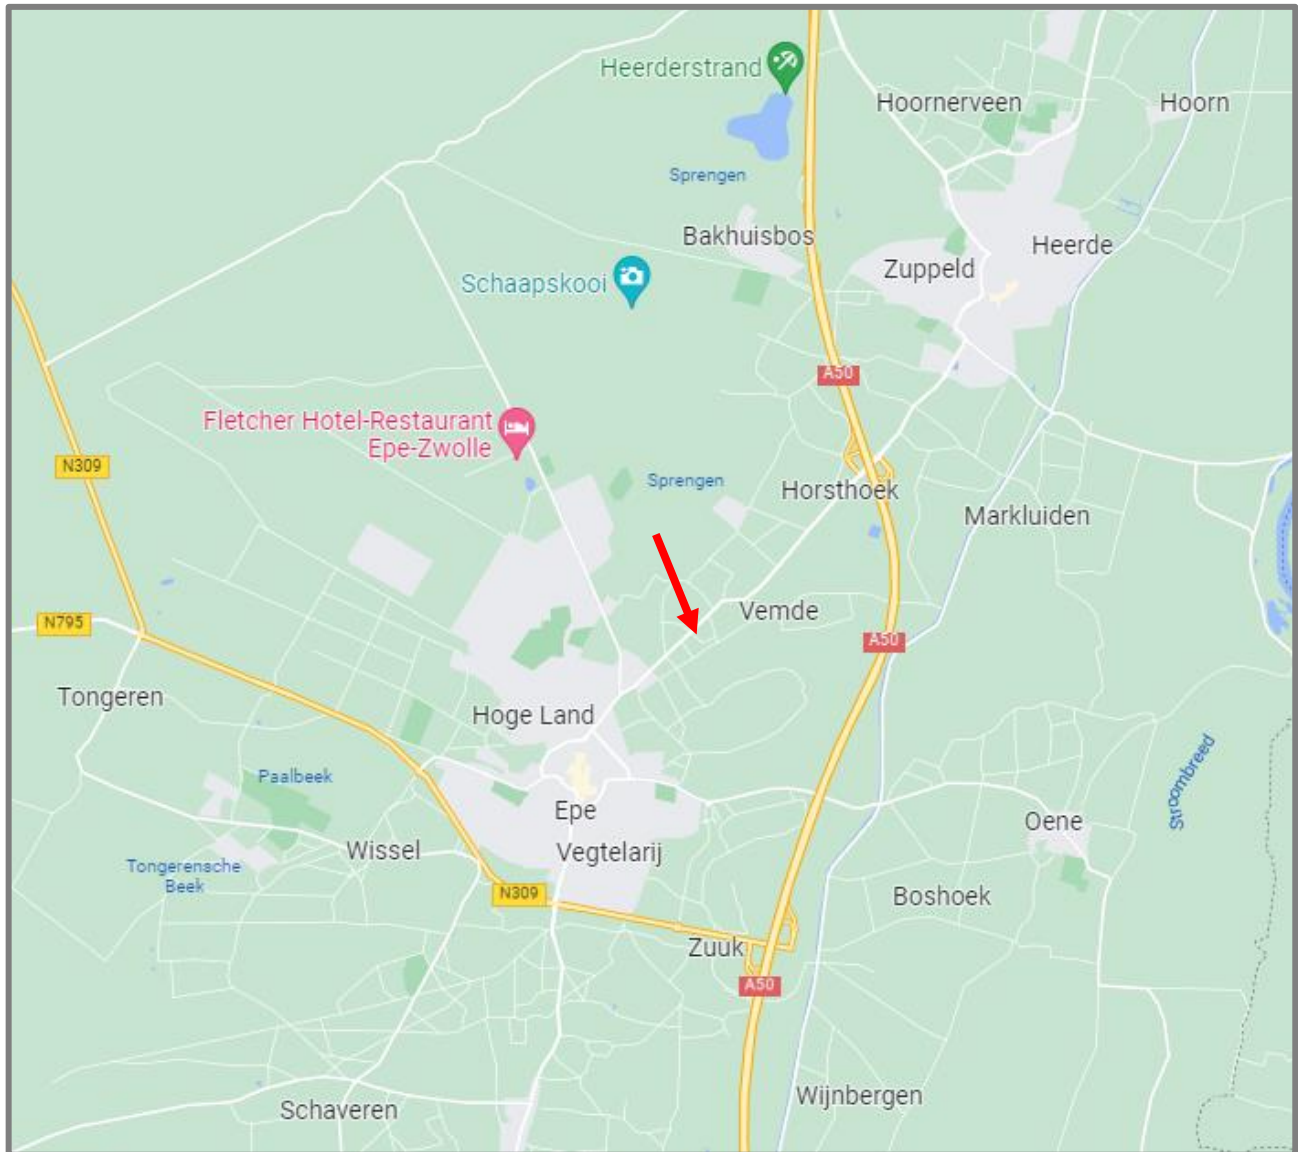 Heerderstrand
Hoornerveen
Hoorn
Sprengen
Bakhuisbos
Heerde
Zuppeld
Schaapskooi
A50
Fletcher Hotel-Restaurant
Epe-Zwolle
N309
Sprengen
Horsthoek
Markluiden
Vemde
N795
A50
Tongeren
Hoge Land
Paalbeek
Stroombreed
Epe
Oene
Wissel
Vegtelarij
Tongerensche
Beek
N309
Boshoek
Zuuk
A50
Wijnbergen
Schaveren